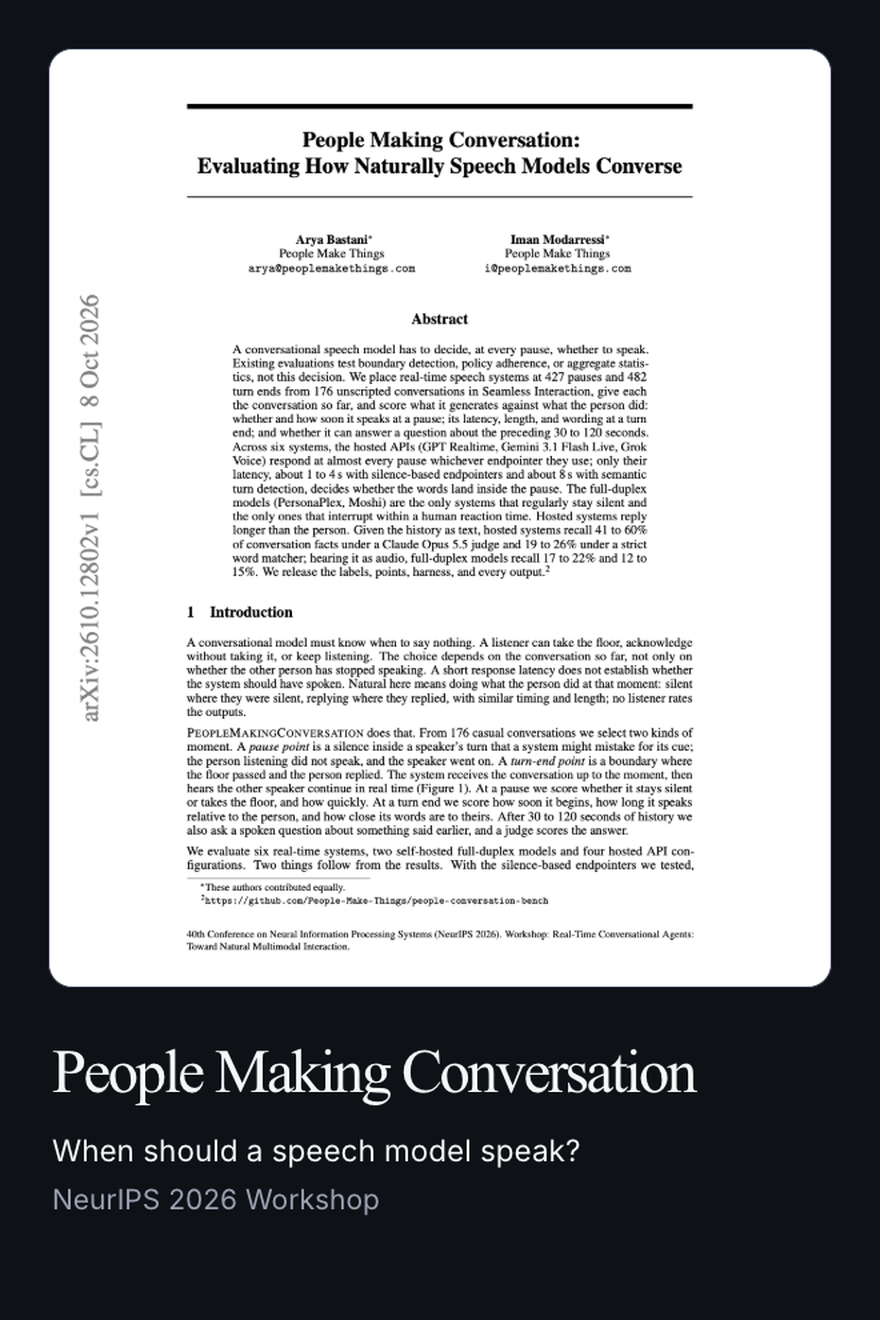 People Making Conversation:
Evaluating How Naturally Speech Models Converse
Arya Bastani*
People Make Things
arya@peoplemakethings.com
Iman Modarressi*
People Make Things
i@peoplemakethings.com
arXiv:2610.12802v1 [cs.CL] 8 Oct 2026
Abstract
A conversational speech model has to decide, at every pause, whether to speak.
Existing evaluations test boundary detection, policy adherence, or aggregate statis-
tics, not this decision. We place real-time speech systems at 427 pauses and 482
turn ends from 176 unscripted conversations in Seamless Interaction, give each
the conversation so far, and score what it generates against what the person did:
whether and how soon it speaks at a pause; its latency, length, and wording at a turn
end; and whether it can answer a question about the preceding 30 to 120 seconds.
Across six systems, the hosted APIs (GPT Realtime, Gemini 3.1 Flash Live, Grok
Voice) respond at almost every pause whichever endpointer they use; only their
latency, about 1 to 4 s with silence-based endpointers and about 8 s with semantic
turn detection, decides whether the words land inside the pause. The full-duplex
models (PersonaPlex, Moshi) are the only systems that regularly stay silent and
the only ones that interrupt within a human reaction time. Hosted systems reply
longer than the person. Given the history as text, hosted systems recall 41 to 60%
of conversation facts under a Claude Opus 5.5 judge and 19 to 26% under a strict
word matcher; hearing it as audio, full-duplex models recall 17 to 22% and 12 to
15%. We release the labels, points, harness, and every output.2
1 Introduction
A conversational model must know when to say nothing. A listener can take the floor, acknowledge
without taking it, or keep listening. The choice depends on the conversation so far, not only on
whether the other person has stopped speaking. A short response latency does not establish whether
the system should have spoken. Natural here means doing what the person did at that moment: silent
where they were silent, replying where they replied, with similar timing and length; no listener rates
the outputs.
PEOPLEMAKINGCONVERSATION does that. From 176 casual conversations we select two kinds of
moment. A pause point is a silence inside a speaker's turn that a system might mistake for its cue;
the person listening did not speak, and the speaker went on. A turn-end point is a boundary where
the floor passed and the person replied. The system receives the conversation up to the moment, then
hears the other speaker continue in real time (Figure 1). At a pause we score whether it stays silent
or takes the floor, and how quickly. At a turn end we score how soon it begins, how long it speaks
relative to the person, and how close its words are to theirs. After 30 to 120 seconds of history we
also ask a spoken question about something said earlier, and a judge scores the answer.
We evaluate six real-time systems, two self-hosted full-duplex models and four hosted API con-
figurations. Two things follow from the results. With the silence-based endpointers we tested,
*These authors contributed equally.
2https://github.com/People-Make-Things/people-conversation-bench
40th Conference on Neural Information Processing Systems (NeurIPS 2026). Workshop: Real-Time Conversational Agents:
Toward Natural Multimodal Interaction.
People Making Conversation
When should a speech model speak?
NeurIPS 2026 Workshop